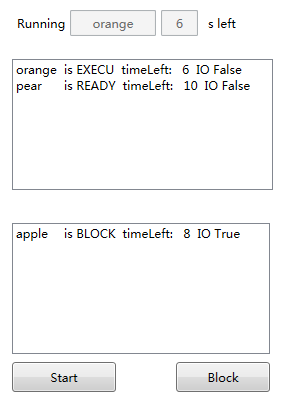 Running orange 6 s left
orange is EXECU timeLeft: 6 IO False
pear is READY timeLeft: 10 IO False
apple is BLOCK timeLeft: 8 IO True
Start Block